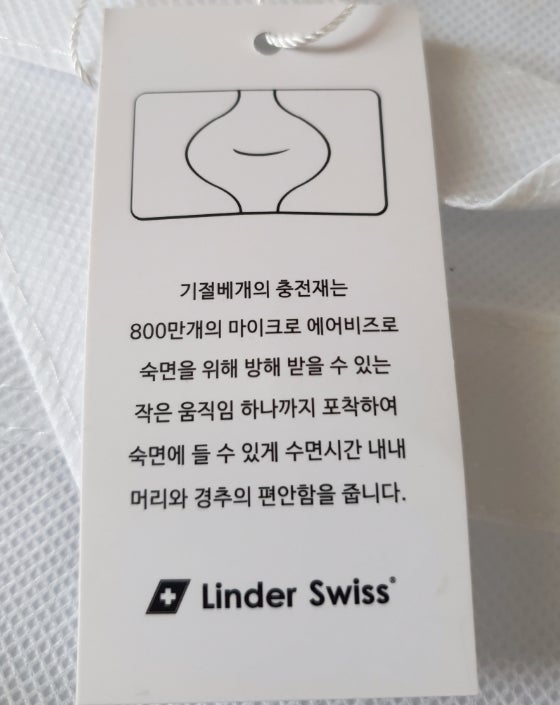 기절베개의 충전재는
800만개의 마이크로 에어비즈로
숙면을 위해 방해 받을 수 있는
작은 움직임 하나까지 포착하여
숙면에 들 수 있게 수면시간 내내
머리와 경추의 편안함을 줍니다.
Linder Swiss®